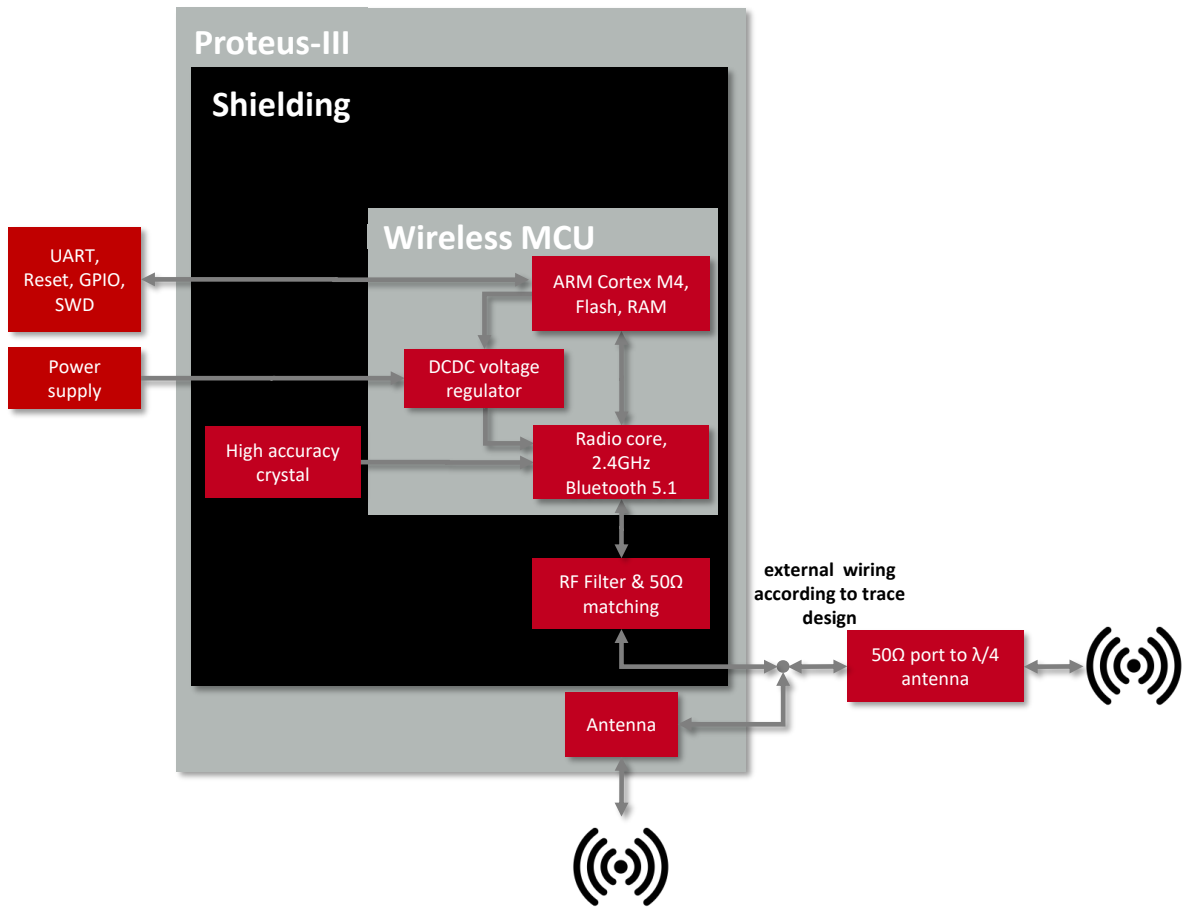 Proteus-III
Shielding
Wireless MCU
UART,
Reset, GPIO,
SWD
ARM Cortex M4,
Flash, RAM
Power
supply
DCDC voltage
regulator
High accuracy
crystal
Radio core,
2.4GHz
Bluetooth 5.1
RF Filter & 50Ω
matching
external wiring
according to trace
design
50Ω port to λ/4
antenna
Antenna